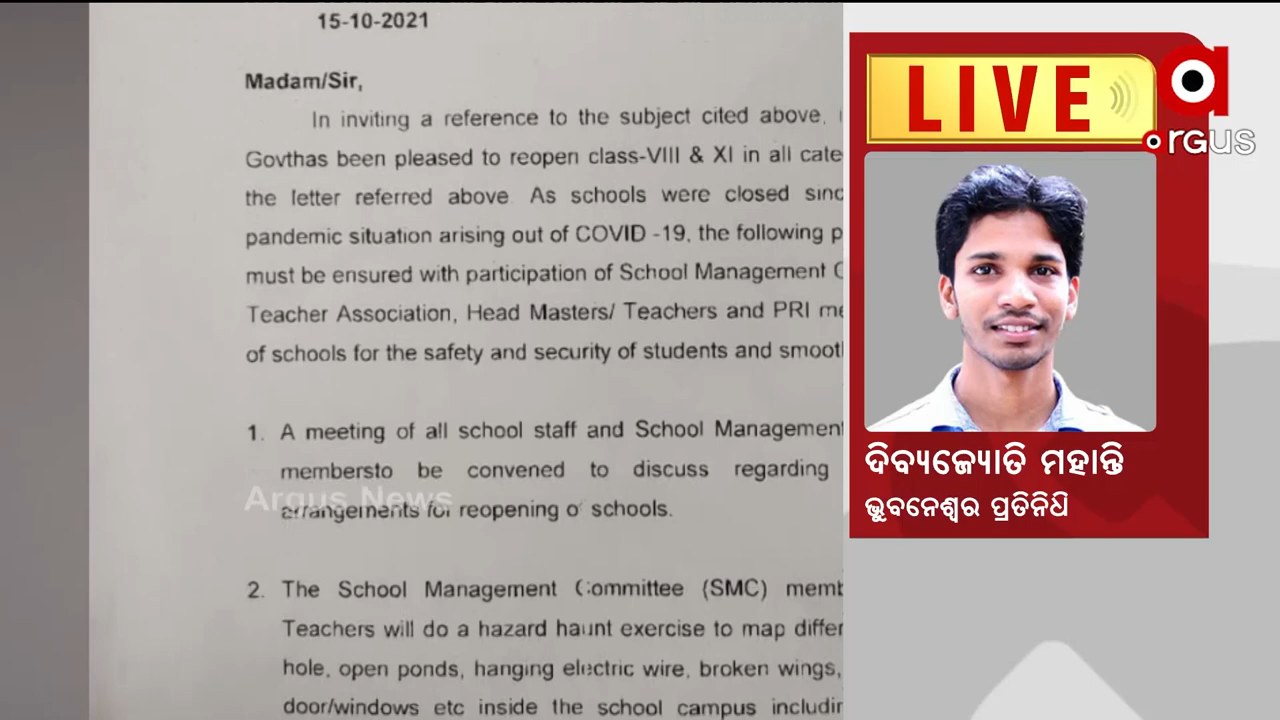 15-10-2021
Madam/Sir,
In inviting a reference to the subject cited above,
Govthas been pleased to reopen class-VIII & XI in all cate
the letter referred above. As schools were closed sinc
pandemic situation arising out of COVID -19, the following p
must be ensured with participation of School Management C
Teacher Association, Head Masters/ Teachers and PRI me
of schools for the safety and security of students and smoot
1. A meeting of all school staff and School Management
membersto be convened to discuss regarding
arrangements for reopening of schools.
2. The School Management Committee (SMC) memb
Teachers will do a hazard haunt exercise to map differ
hole, open ponds, hanging electric wire, broken wings,
door/windows etc inside the school campus includin
Argus News
LIVE
argus
ଦିବ୍ୟଜ୍ୟୋତି ମହାନ୍ତି
ଭୁବନେଶ୍ୱର ପ୍ରତିନିଧି